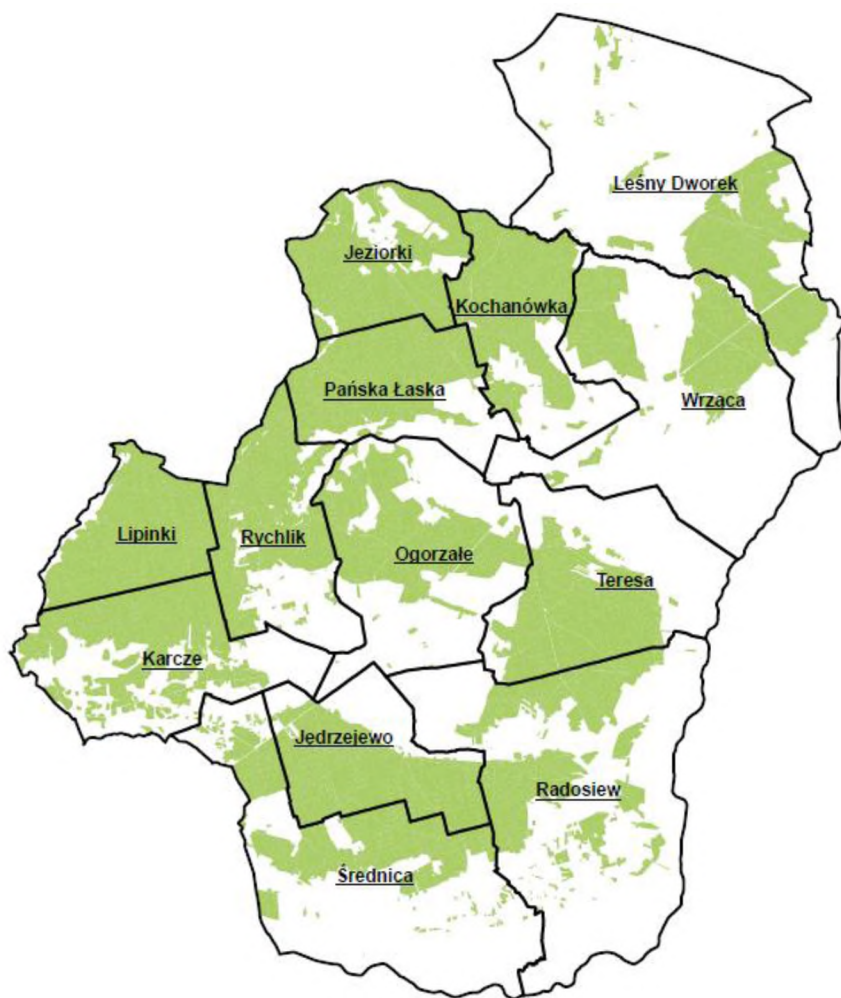 Leśny Dworek
Jeziorki
Kochanówka
Pańska Łaska
Wrząca
Lipinki
Rychlik
Ogorzałe
Teresa
Karcze
Jędrzejewo
Radosiew
Średnica